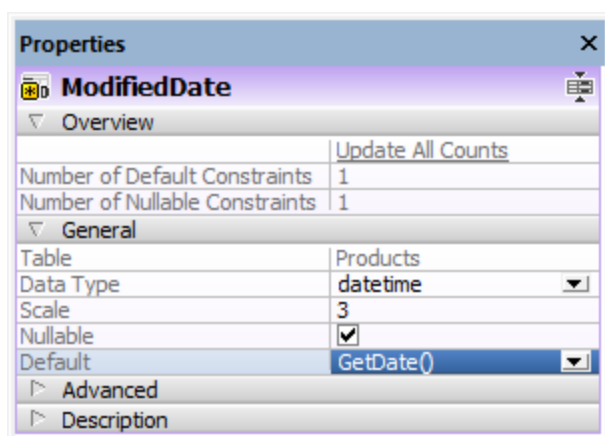 Properties
ModifiedDate
Overview
Update All Counts
Number of Default Constraints 1
Number of Nullable Constraints 1
General
Table Products
Data Type datetime
Scale 3
Nullable
Default GetDate()
Advanced
Description